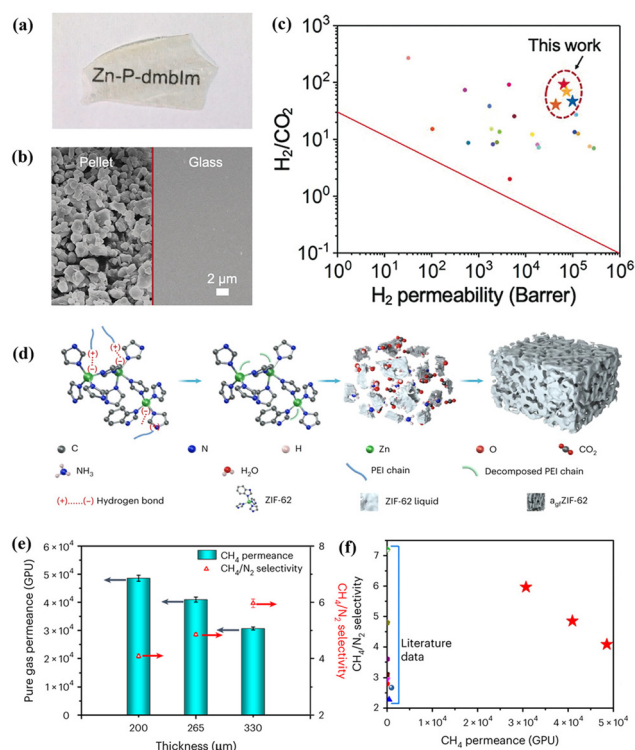 (a)
Zn-P-dmbIm
(b)
Pellet
Glass
2 μm
(c)
This work
H₂/CO₂
10³
10²
10¹
10⁰
10⁻¹
10⁰ 10¹ 10² 10³ 10⁴ 10⁵ 10⁶
H₂ permeability (Barrer)
(d)
(+) (+)
(−) (−)
(−)
C N H Zn O CO₂
NH₃ H₂O PEI chain Decomposed PEI chain
(+)......(−) Hydrogen bond ZIF-62 ZIF-62 liquid agfZIF-62
(e)
CH₄ permeance
CH₄/N₂ selectivity
Pure gas permeance (GPU)
6 × 10⁴
5 × 10⁴
4 × 10⁴
3 × 10⁴
2 × 10⁴
1 × 10⁴
0
8
6
4
2
CH₄/N₂ selectivity
200 265 330
Thickness (μm)
(f)
CH₄/N₂ selectivity
7
6
5
4
3
2
Literature
data
0 1 × 10⁴ 2 × 10⁴ 3 × 10⁴ 4 × 10⁴ 5 × 10⁴
CH₄ permeance (GPU)